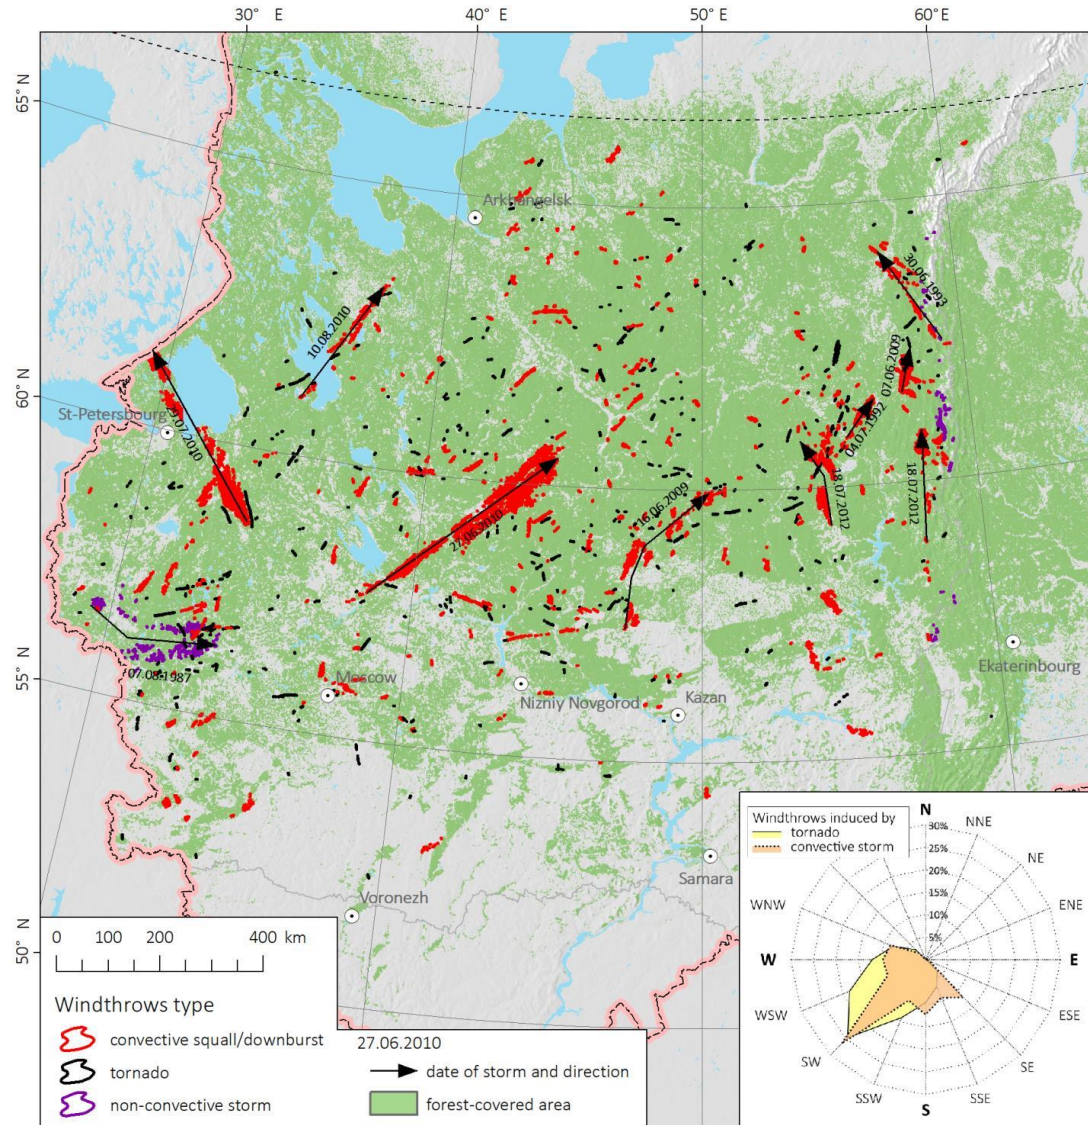 30° E
40° E
50° E
60° E
65° N
60° N
55° N
50° N
Arkhangelsk
30.06.1993
10.08.2010
07.06.2009
St-Petersbourg
29.07.2010
04.07.1992
18.07.2012
18.07.2012
16.06.2009
27.06.2010
07.08.1987
Moscow
Nizniy Novgorod
Kazan
Ekaterinbourg
Samara
Voronezh
0 100 200 400 km
Windthrows type
convective squall/downburst
tornado
non-convective storm
27.06.2010
date of storm and direction
forest-covered area
Windthrows induced by
tornado
convective storm
N
NNE
NE
ENE
E
ESE
SE
SSE
S
SSW
SW
WSW
W
WNW
30%
25%
20%
15%
10%
5%